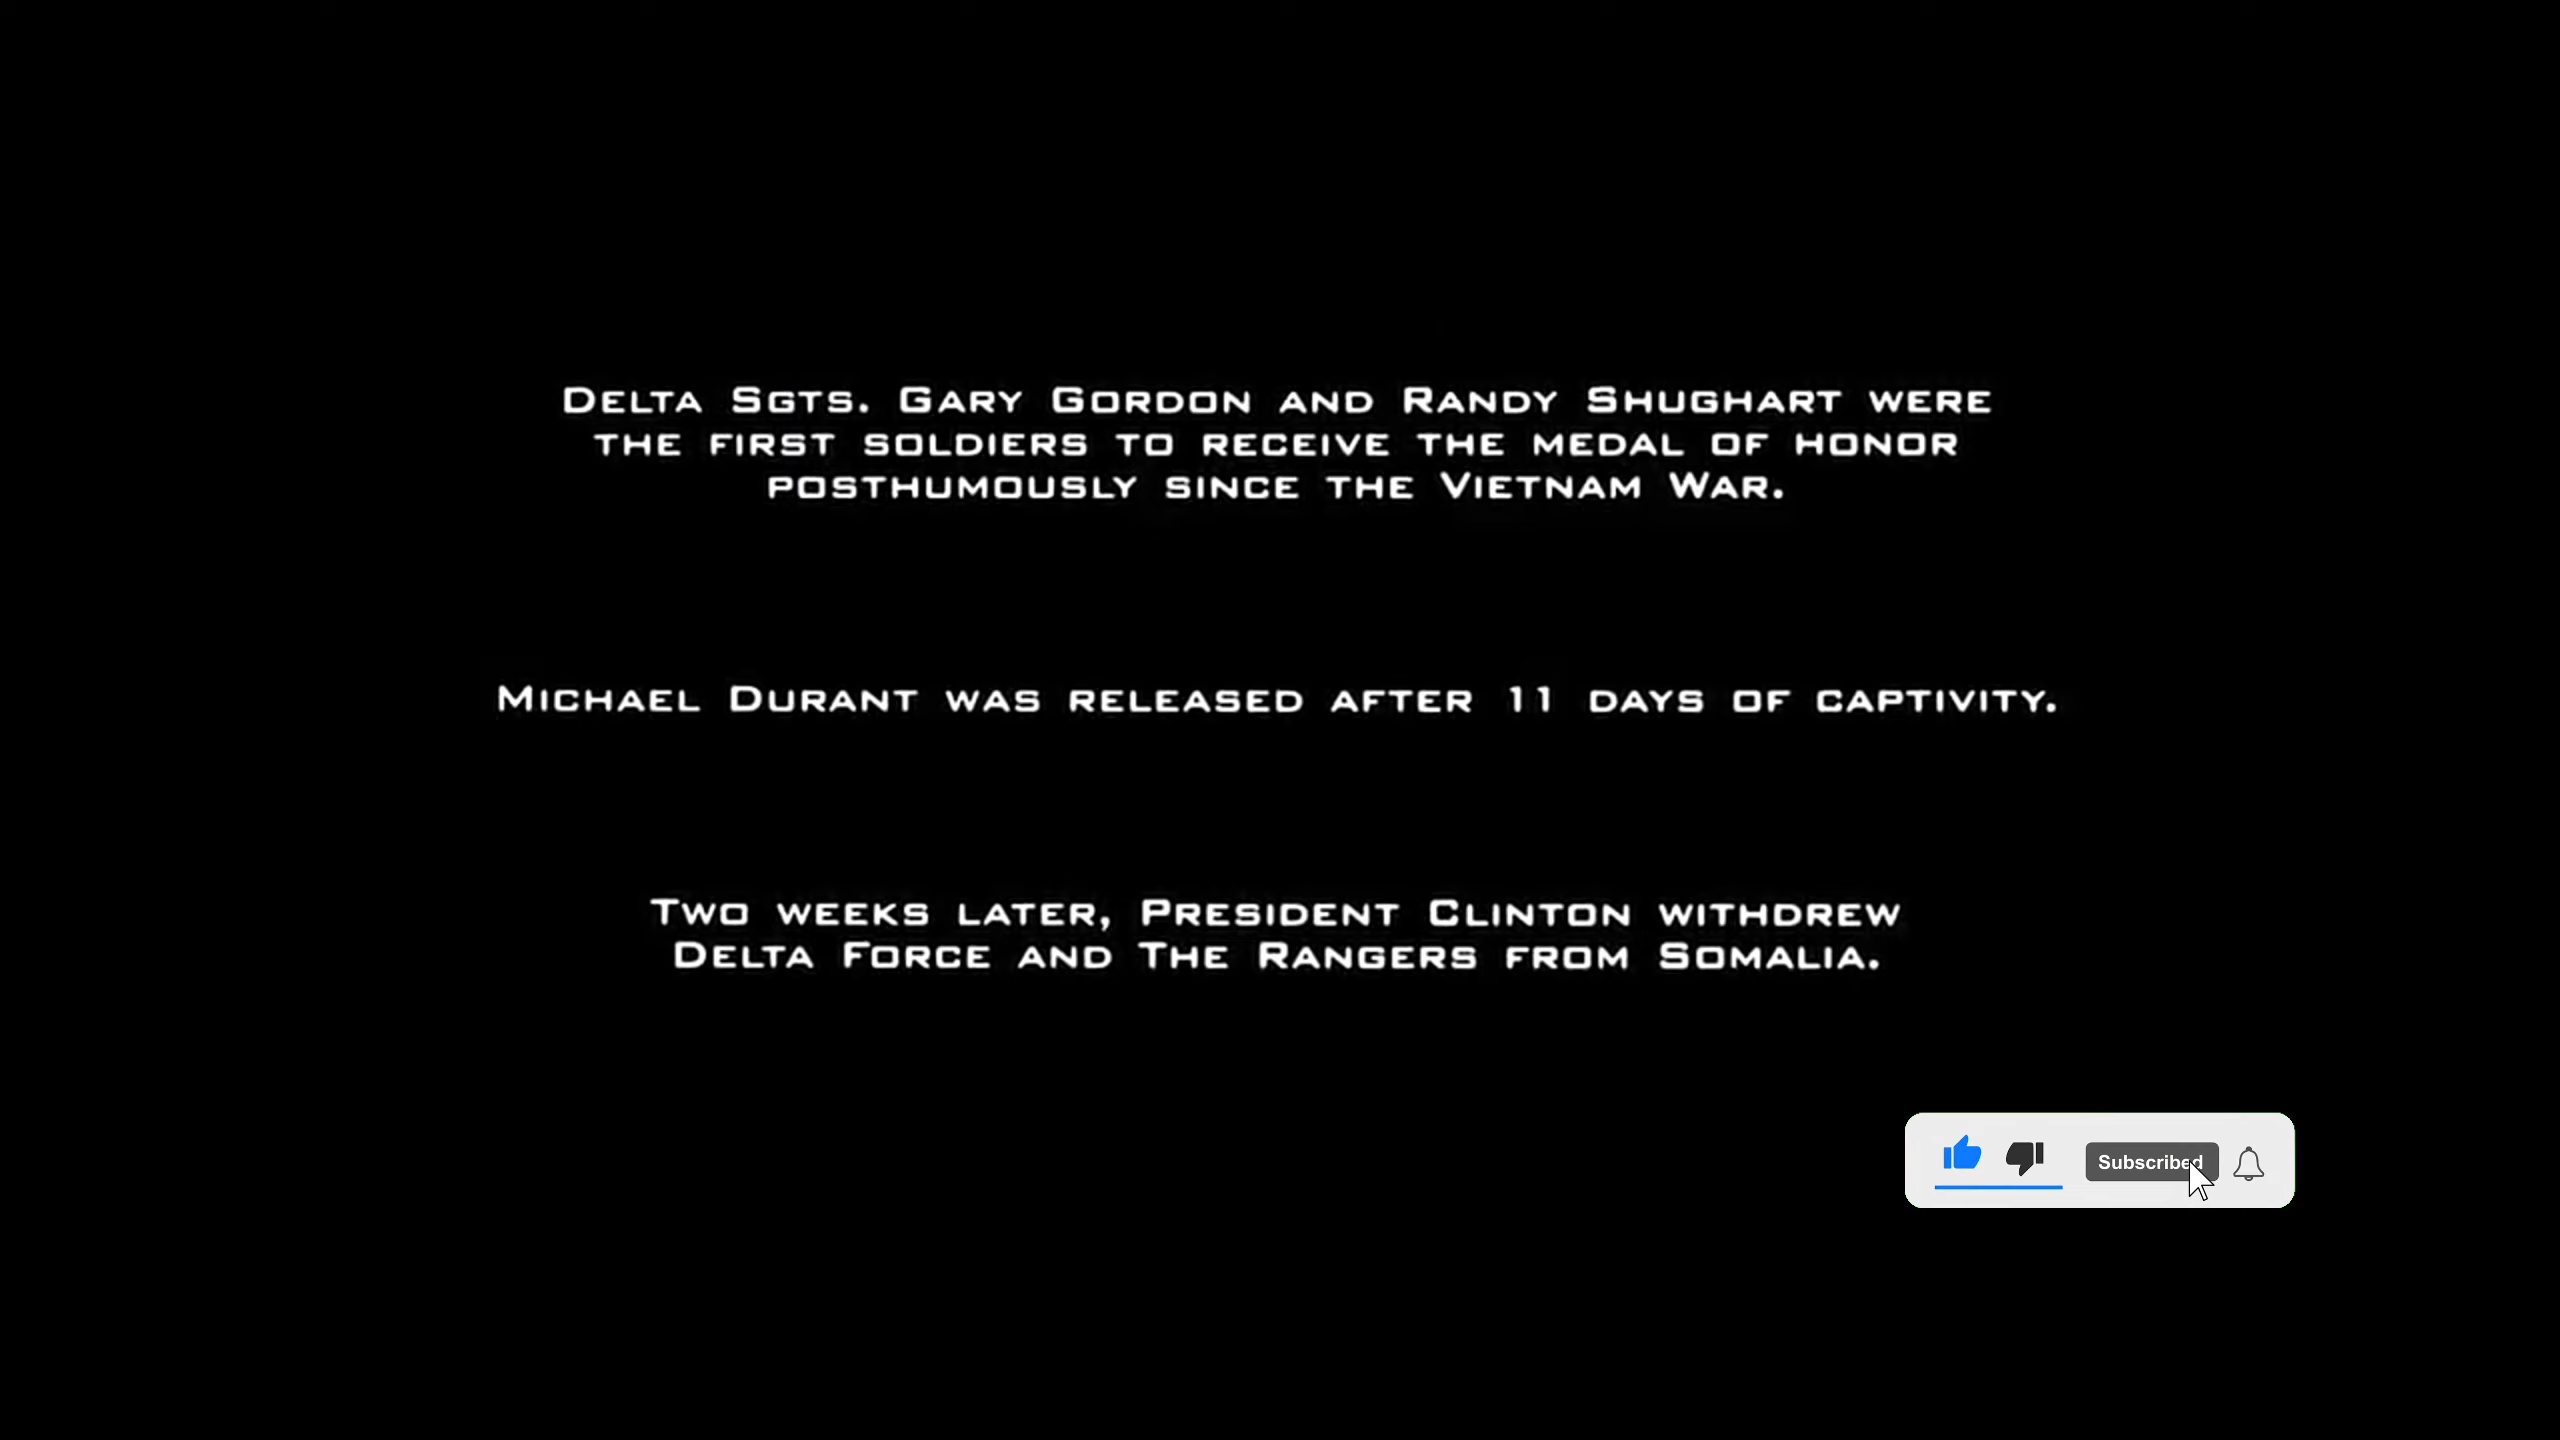 Delta Sgts. Gary Gordon and Randy Shughart were
the first soldiers to receive the medal of honor
posthumously since the Vietnam War.
Michael Durant was released after 11 days of captivity.
Two weeks later, President Clinton withdrew
Delta Force and The Rangers from Somalia.
Subscribed